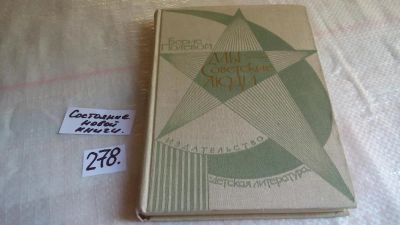 Борис
Полевой
МЫ
Советские
ЛЮДИ
издательство
детская литература
Состояние
новой
книги.
278.